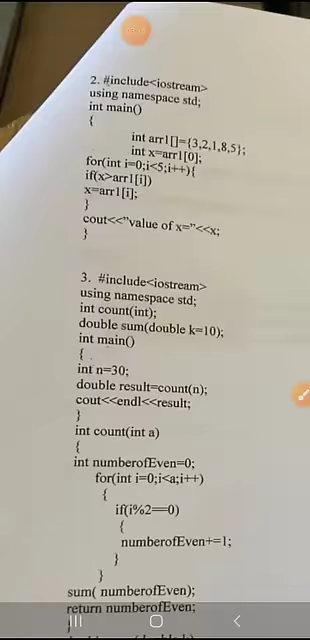 2. #include<iostream>
using namespace std;
int main()
{
int arr1[]={3,2,1,8,5};
int x=arr1[0];
for(int i=0;i<5;i++){
if(x>arr1[i])
x=arr1[i];
}
cout<<"value of x="<<x;
}
3. #include<iostream>
using namespace std;
int count(int);
double sum(double k=10);
int main()
{
int n=30;
double result=count(n);
cout<<endl<<result;
}
int count(int a)
{
int numberofEven=0;
for(int i=0;i<a;i++)
{
if(i%2==0)
{
numberofEven+=1;
}
}
sum( numberofEven);
return numberofEven;
}